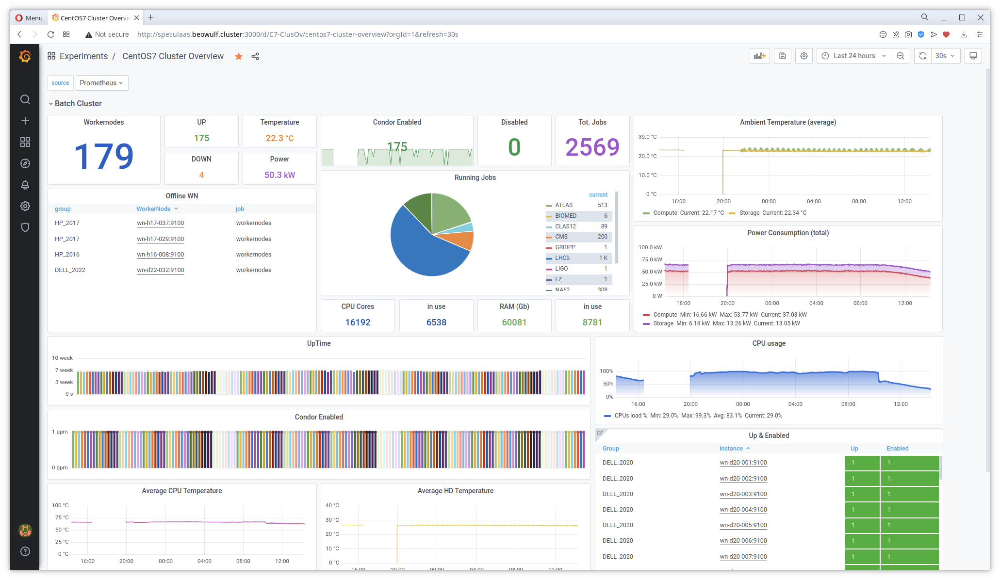 Menu
CentOS7 Cluster Overvi
Not secure http://speculaas.beowulf.cluster:3000/d/C7-ClusOv/centos7-cluster-overview?orgId=1&refresh=30s
Experiments / CentOS7 Cluster Overview
Last 24 hours
30s
source Prometheus
Batch Cluster
Workernodes
179
UP
175
Temperature
22.3 °C
DOWN
4
Power
50.3 kW
Condor Enabled
175
Disabled
0
Tot. Jobs
2569
Ambient Temperature (average)
30.0 °C
20.0 °C
10.0 °C
0 °C
16:00 20:00 00:00 04:00 08:00 12:00
Compute Current: 22.17 °C Storage Current: 22.34 °C
Offline WN
group WorkerNode job
HP_2017 wn-h17-037:9100 workernodes
HP_2017 wn-h17-029:9100 workernodes
HP_2016 wn-h16-008:9100 workernodes
DELL_2022 wn-d22-032:9100 workernodes
Running Jobs
current
ATLAS 513
BIOMED 6
CLAS12 89
CMS 200
GRIDPP 1
LHCb 1 K
LIGO 1
LZ 1
NA62 308
Power Consumption (total)
100.0 kW
75.0 kW
50.0 kW
25.0 kW
0 W
16:00 20:00 00:00 04:00 08:00 12:00
Compute Min: 16.66 kW Max: 53.77 kW Current: 37.08 kW
Storage Min: 6.18 kW Max: 13.26 kW Current: 13.05 kW
CPU Cores
16192
in use
6538
RAM (Gb)
60081
in use
8781
UpTime
10 week
7 week
3 week
0 s
CPU usage
100%
50%
0%
16:00 20:00 00:00 04:00 08:00 12:00
CPUs load % Min: 29.0% Max: 99.3% Avg: 83.1% Current: 29.0%
Condor Enabled
1 ppm
0 ppm
Up & Enabled
Group Instance Up Enabled
DELL_2020 wn-d20-001:9100 1 1
DELL_2020 wn-d20-002:9100 1 1
DELL_2020 wn-d20-003:9100 1 1
DELL_2020 wn-d20-004:9100 1 1
DELL_2020 wn-d20-005:9100 1 1
DELL_2020 wn-d20-006:9100 1 1
DELL_2020 wn-d20-007:9100 1 1
Average CPU Temperature
100 °C
75 °C
50 °C
25 °C
0 °C
16:00 20:00 00:00 04:00 08:00 12:00
Average HD Temperature
40 °C
30 °C
20 °C
10 °C
0 °C
16:00 20:00 00:00 04:00 08:00 12:00